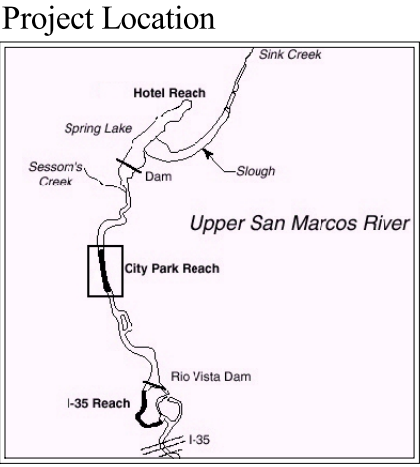 Project Location
Sink Creek
Hotel Reach
Spring Lake
Sessom's
Creek
Dam
Slough
Upper San Marcos River
City Park Reach
Rio Vista Dam
I-35 Reach
I-35